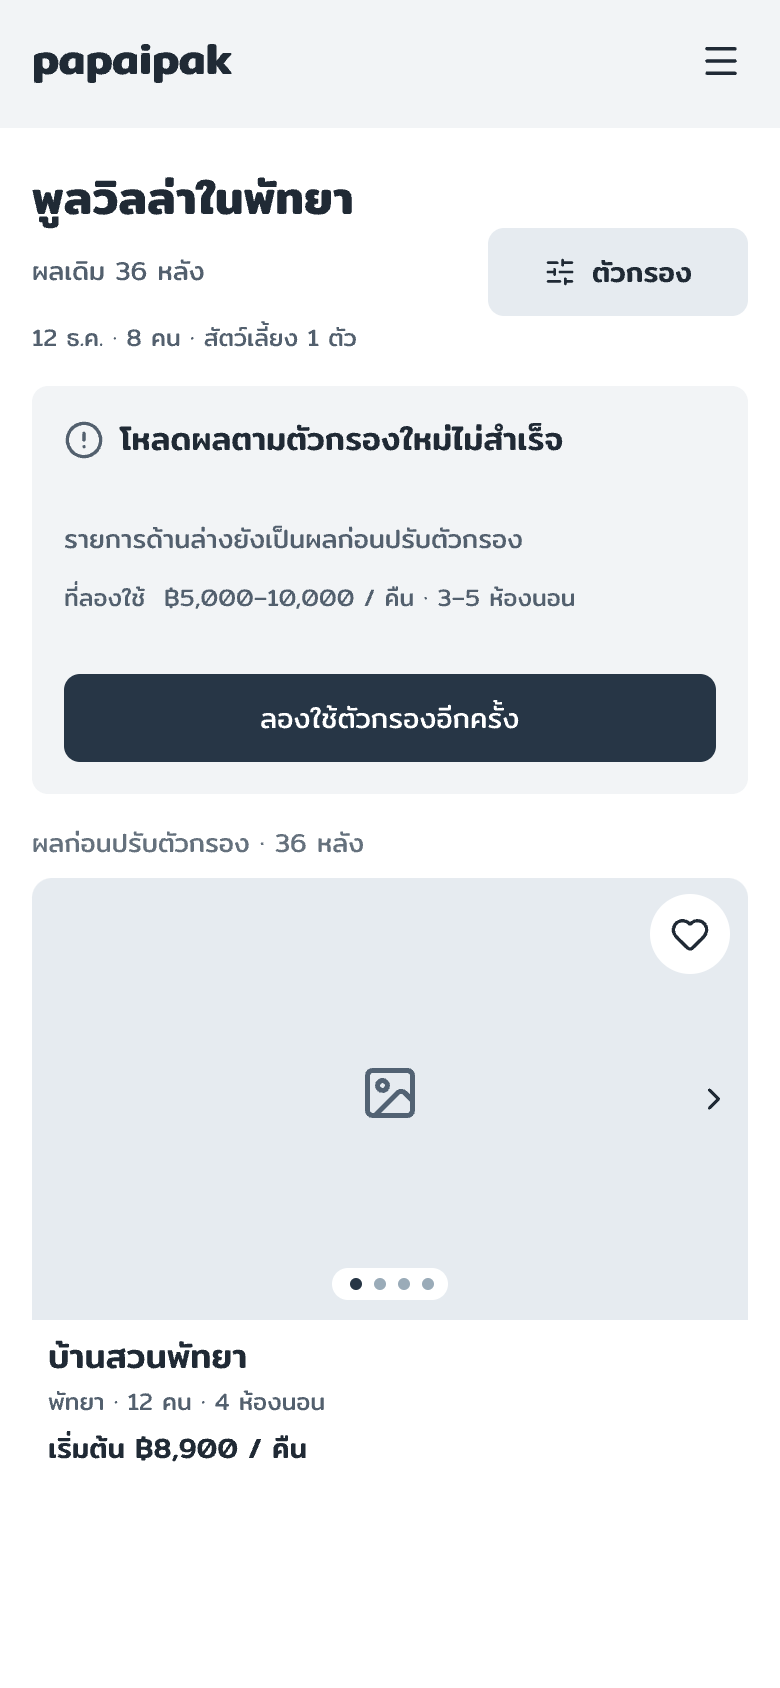 papaipak
พูลวิลล่าในพัทยา
ผลเดิม 36 หลัง
ตัวกรอง
12 ธ.ค. · 8 คน · สัตว์เลี้ยง 1 ตัว
โหลดผลตามตัวกรองใหม่ไม่สำเร็จ
รายการด้านล่างยังเป็นผลก่อนปรับตัวกรอง
ที่ลองใช้ ฿5,000–10,000 / คืน · 3–5 ห้องนอน
ลองใช้ตัวกรองอีกครั้ง
ผลก่อนปรับตัวกรอง · 36 หลัง
บ้านสวนพัทยา
พัทยา · 12 คน · 4 ห้องนอน
เริ่มต้น ฿8,900 / คืน